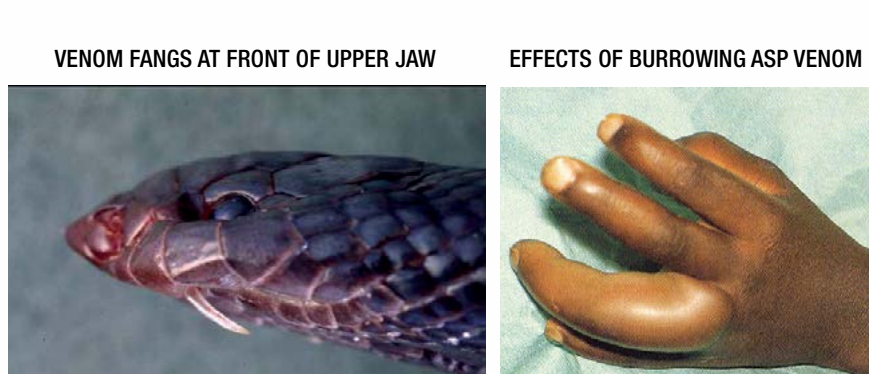 VENOM FANGS AT FRONT OF UPPER JAW
EFFECTS OF BURROWING ASP VENOM